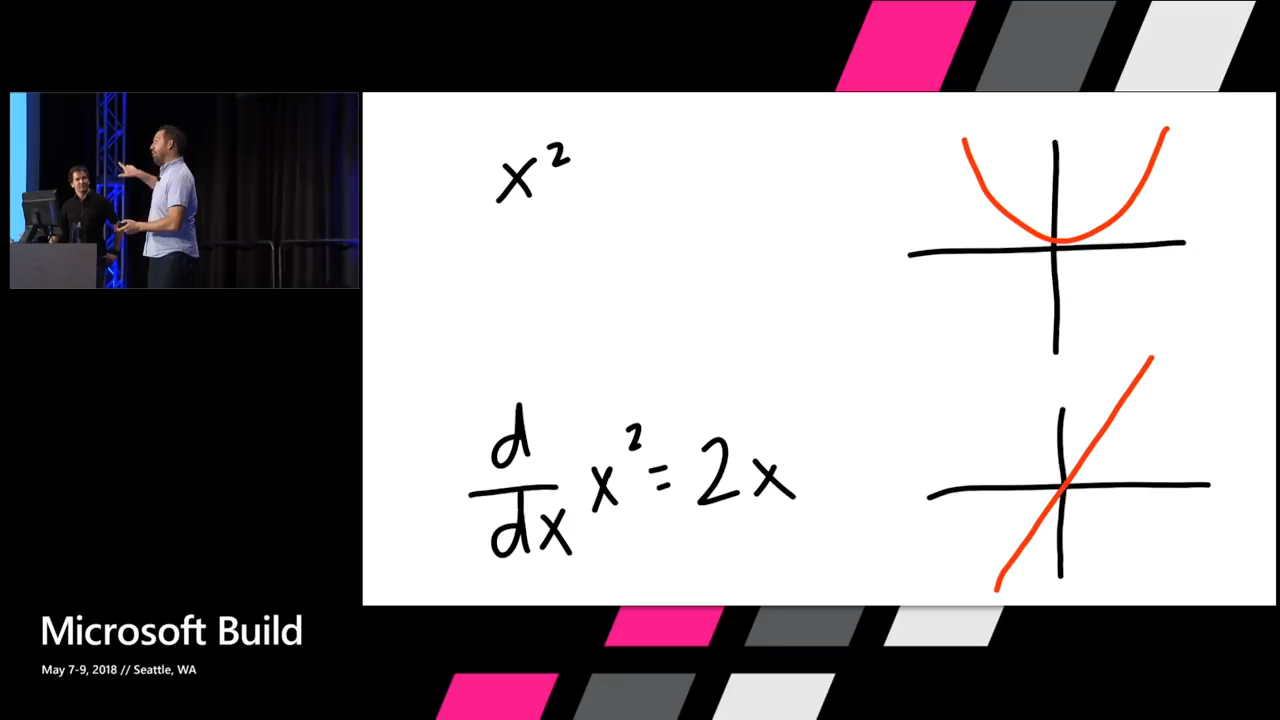 x²
d/dx x² = 2x
Microsoft Build
May 7-9, 2018 // Seattle, WA